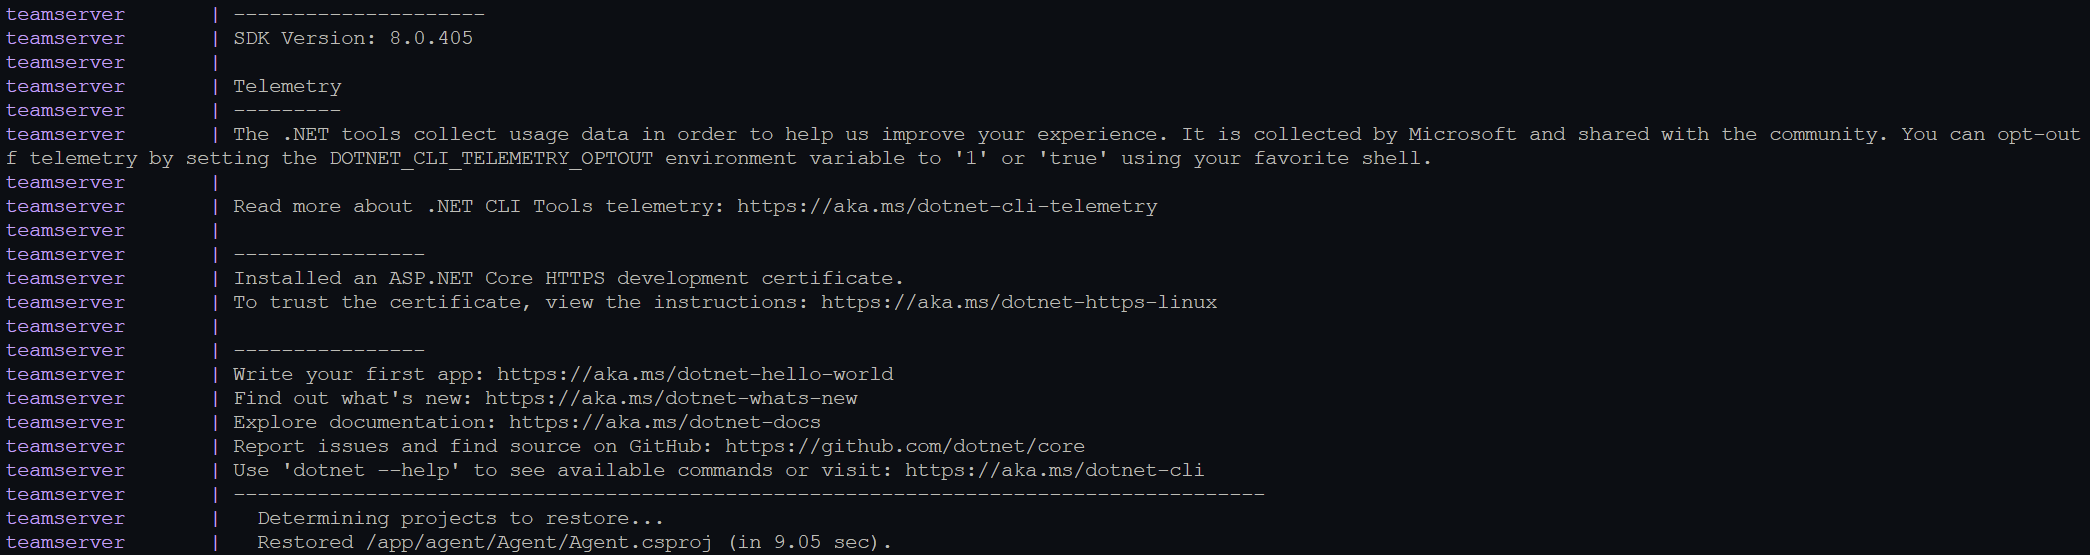 teamserver | ---------------------
teamserver | SDK Version: 8.0.405
teamserver |
teamserver | Telemetry
teamserver | ---------
teamserver | The .NET tools collect usage data in order to help us improve your experience. It is collected by Microsoft and shared with the community. You can opt-out
f telemetry by setting the DOTNET_CLI_TELEMETRY_OPTOUT environment variable to '1' or 'true' using your favorite shell.
teamserver |
teamserver | Read more about .NET CLI Tools telemetry: https://aka.ms/dotnet-cli-telemetry
teamserver |
teamserver | ----------------
teamserver | Installed an ASP.NET Core HTTPS development certificate.
teamserver | To trust the certificate, view the instructions: https://aka.ms/dotnet-https-linux
teamserver |
teamserver | ----------------
teamserver | Write your first app: https://aka.ms/dotnet-hello-world
teamserver | Find out what's new: https://aka.ms/dotnet-whats-new
teamserver | Explore documentation: https://aka.ms/dotnet-docs
teamserver | Report issues and find source on GitHub: https://github.com/dotnet/core
teamserver | Use 'dotnet --help' to see available commands or visit: https://aka.ms/dotnet-cli
teamserver | --------------------------------------------------------------------------------------
teamserver | Determining projects to restore...
teamserver | Restored /app/agent/Agent/Agent.csproj (in 9.05 sec).